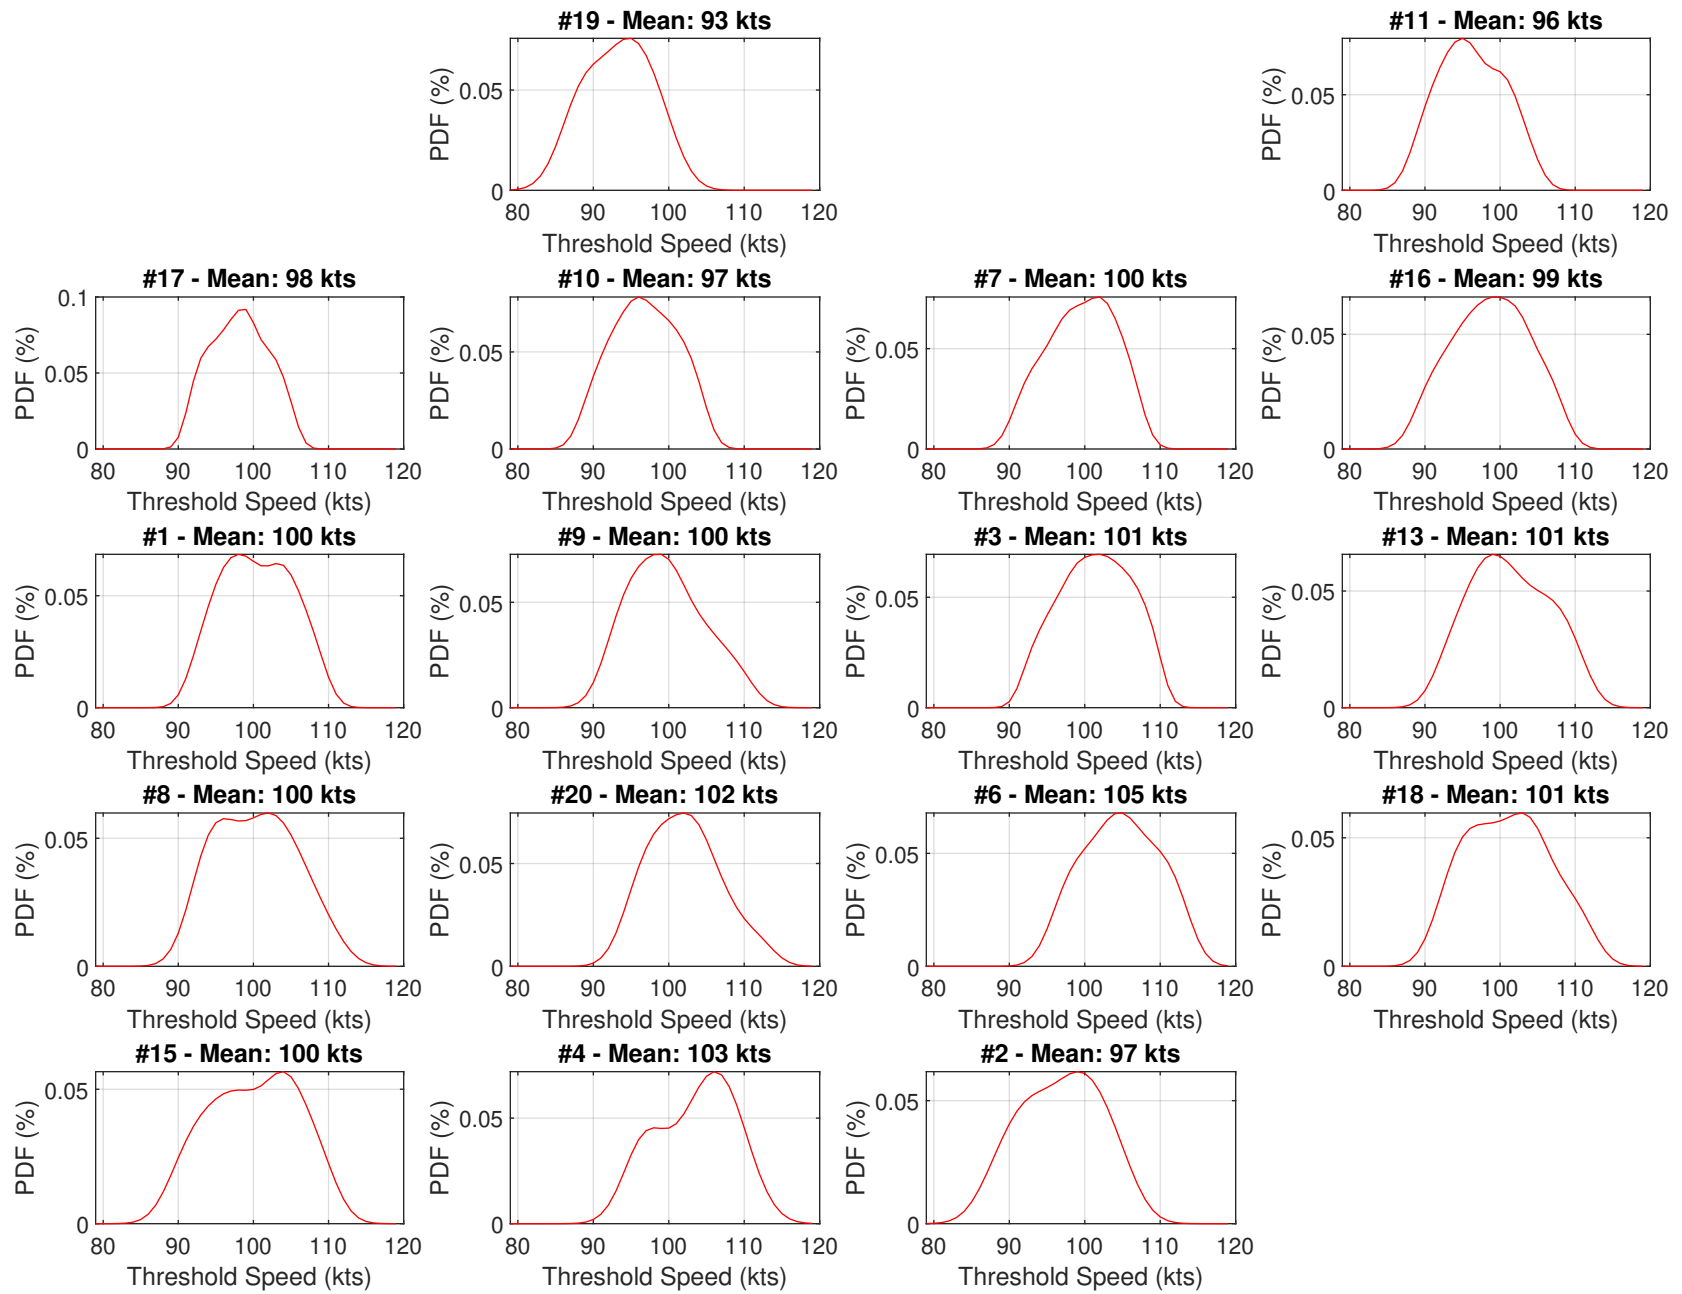 #19 - Mean: 93 kts
PDF (%)
0.05
0
80 90 100 110 120
Threshold Speed (kts)
#11 - Mean: 96 kts
PDF (%)
0.05
0
80 90 100 110 120
Threshold Speed (kts)
#17 - Mean: 98 kts
PDF (%)
0.1
0.05
0
80 90 100 110 120
Threshold Speed (kts)
#10 - Mean: 97 kts
PDF (%)
0.05
0
80 90 100 110 120
Threshold Speed (kts)
#7 - Mean: 100 kts
PDF (%)
0.05
0
80 90 100 110 120
Threshold Speed (kts)
#16 - Mean: 99 kts
PDF (%)
0.05
0
80 90 100 110 120
Threshold Speed (kts)
#1 - Mean: 100 kts
PDF (%)
0.05
0
80 90 100 110 120
Threshold Speed (kts)
#9 - Mean: 100 kts
PDF (%)
0.05
0
80 90 100 110 120
Threshold Speed (kts)
#3 - Mean: 101 kts
PDF (%)
0.05
0
80 90 100 110 120
Threshold Speed (kts)
#13 - Mean: 101 kts
PDF (%)
0.05
0
80 90 100 110 120
Threshold Speed (kts)
#8 - Mean: 100 kts
PDF (%)
0.05
0
80 90 100 110 120
Threshold Speed (kts)
#20 - Mean: 102 kts
PDF (%)
0.05
0
80 90 100 110 120
Threshold Speed (kts)
#6 - Mean: 105 kts
PDF (%)
0.05
0
80 90 100 110 120
Threshold Speed (kts)
#18 - Mean: 101 kts
PDF (%)
0.05
0
80 90 100 110 120
Threshold Speed (kts)
#15 - Mean: 100 kts
PDF (%)
0.05
0
80 90 100 110 120
Threshold Speed (kts)
#4 - Mean: 103 kts
PDF (%)
0.05
0
80 90 100 110 120
Threshold Speed (kts)
#2 - Mean: 97 kts
PDF (%)
0.05
0
80 90 100 110 120
Threshold Speed (kts)